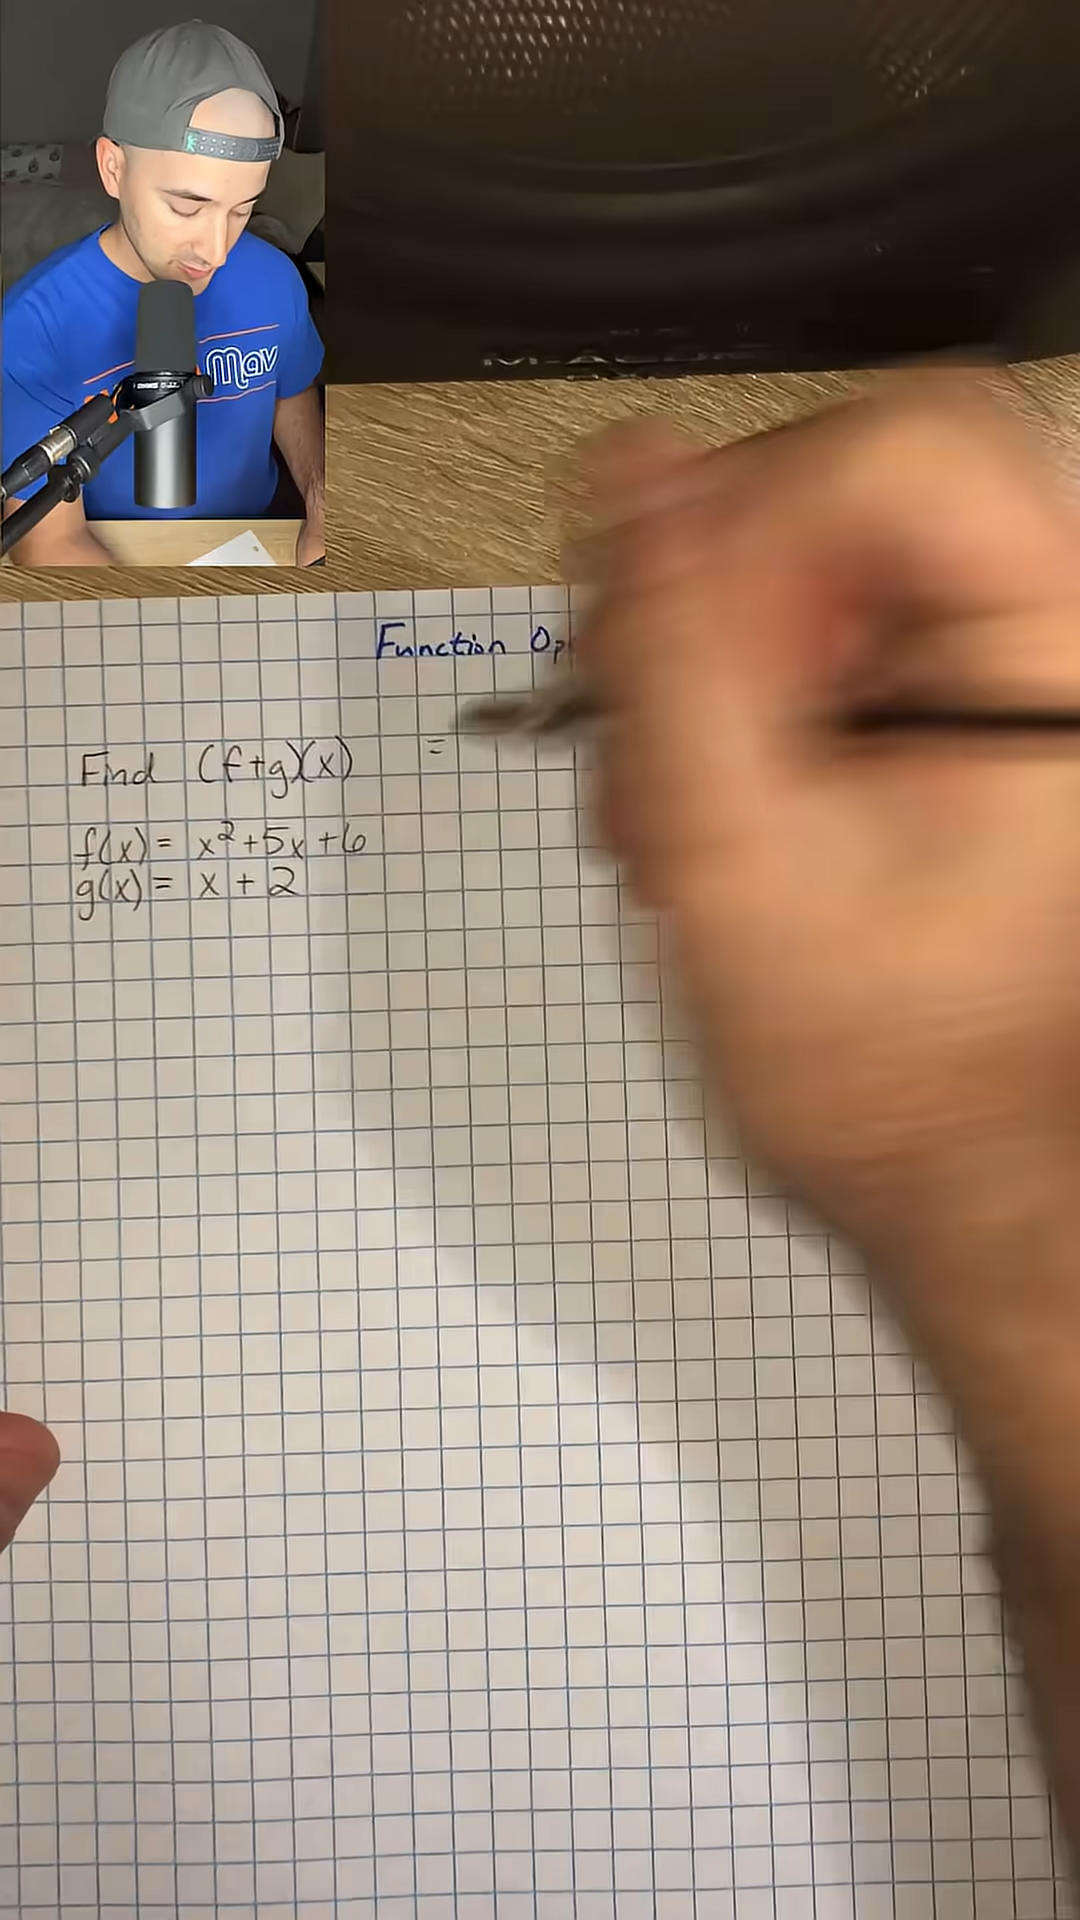 Mav
Function Op
Find (f+g)(x) =
f(x) = x²+5x+6
g(x) = x + 2